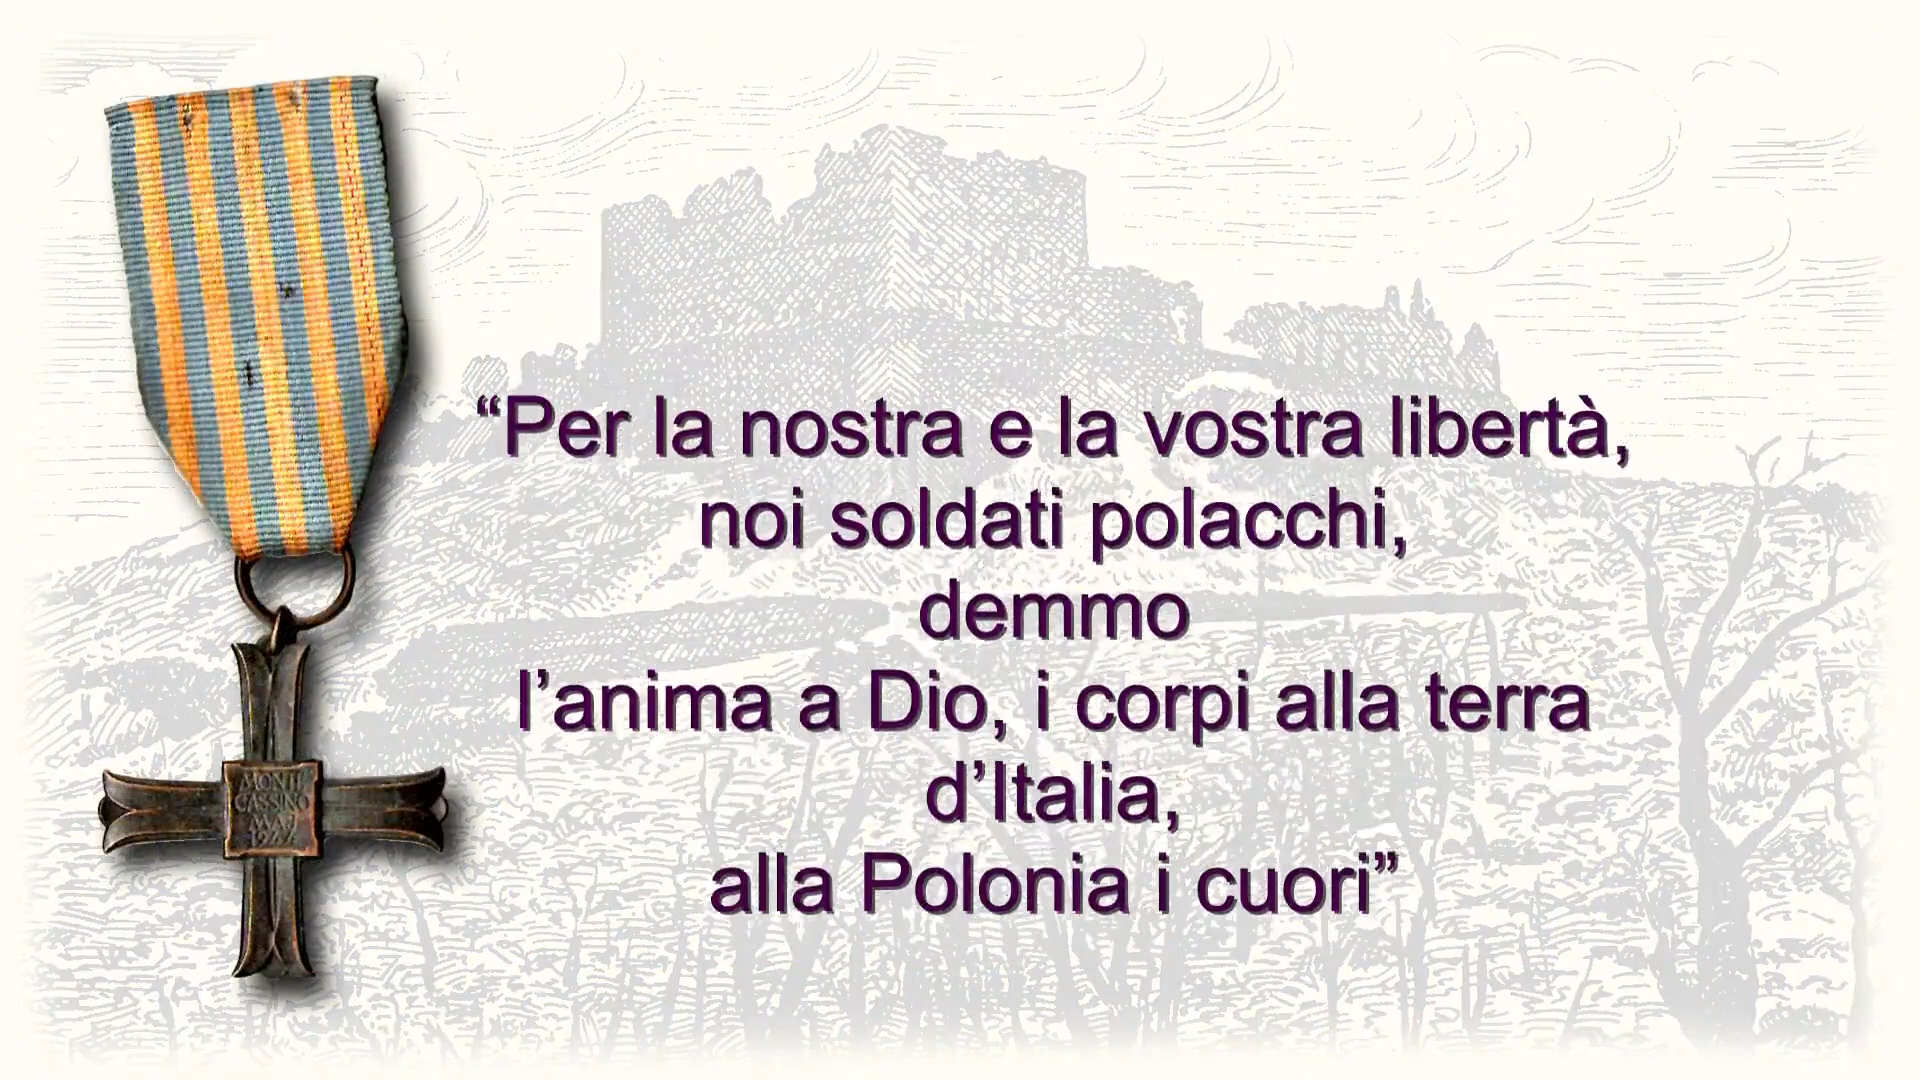 “Per la nostra e la vostra libertà,
noi soldati polacchi,
demmo
l’anima a Dio, i corpi alla terra
d’Italia,
alla Polonia i cuori”
MONTE
CASSINO
MAJ
1944